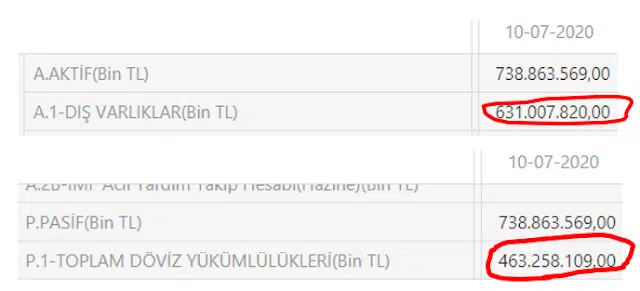 10-07-2020
A.AKTİF(Bin TL) 738.863.569,00
A.1-DIŞ VARLIKLAR(Bin TL) 631.007.820,00
10-07-2020
A.2B-IMF Acil Yardım Takip Hesabı(Hazine)(Bin TL)
P.PASİF(Bin TL) 738.863.569,00
P.1-TOPLAM DÖVİZ YÜKÜMLÜLÜKLERİ(Bin TL) 463.258.109,00